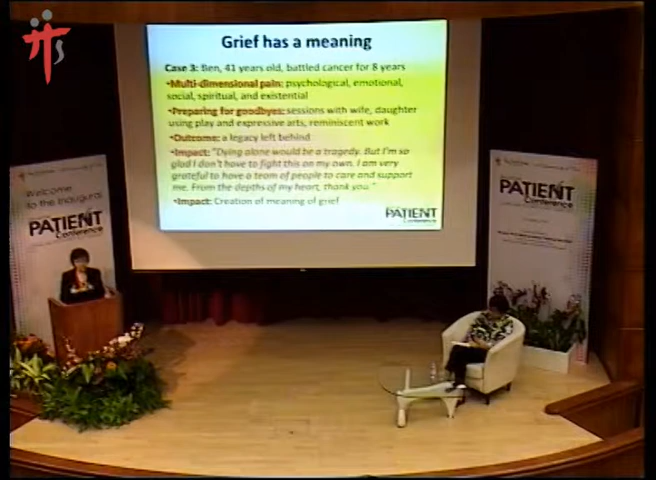 Grief has a meaning
Case 3: Ben, 41 years old, battled cancer for 8 years
•Multi-dimensional pain: psychological, emotional,
social, spiritual, and existential
•Preparing for goodbyes: sessions with wife, daughter
using play and expressive arts, reminiscent work
•Outcome: a legacy left behind
•Impact: "Dying alone would be a tragedy. But I'm so
glad I don't have to fight this on my own. I am very
grateful to have a team of people to care and support
me. From the depths of my heart, thank you."
•Impact: Creation of meaning of grief
PATIENT
Conference
Welcome
to the Inaugural
PATIENT
Conference
PATIENT
Conference